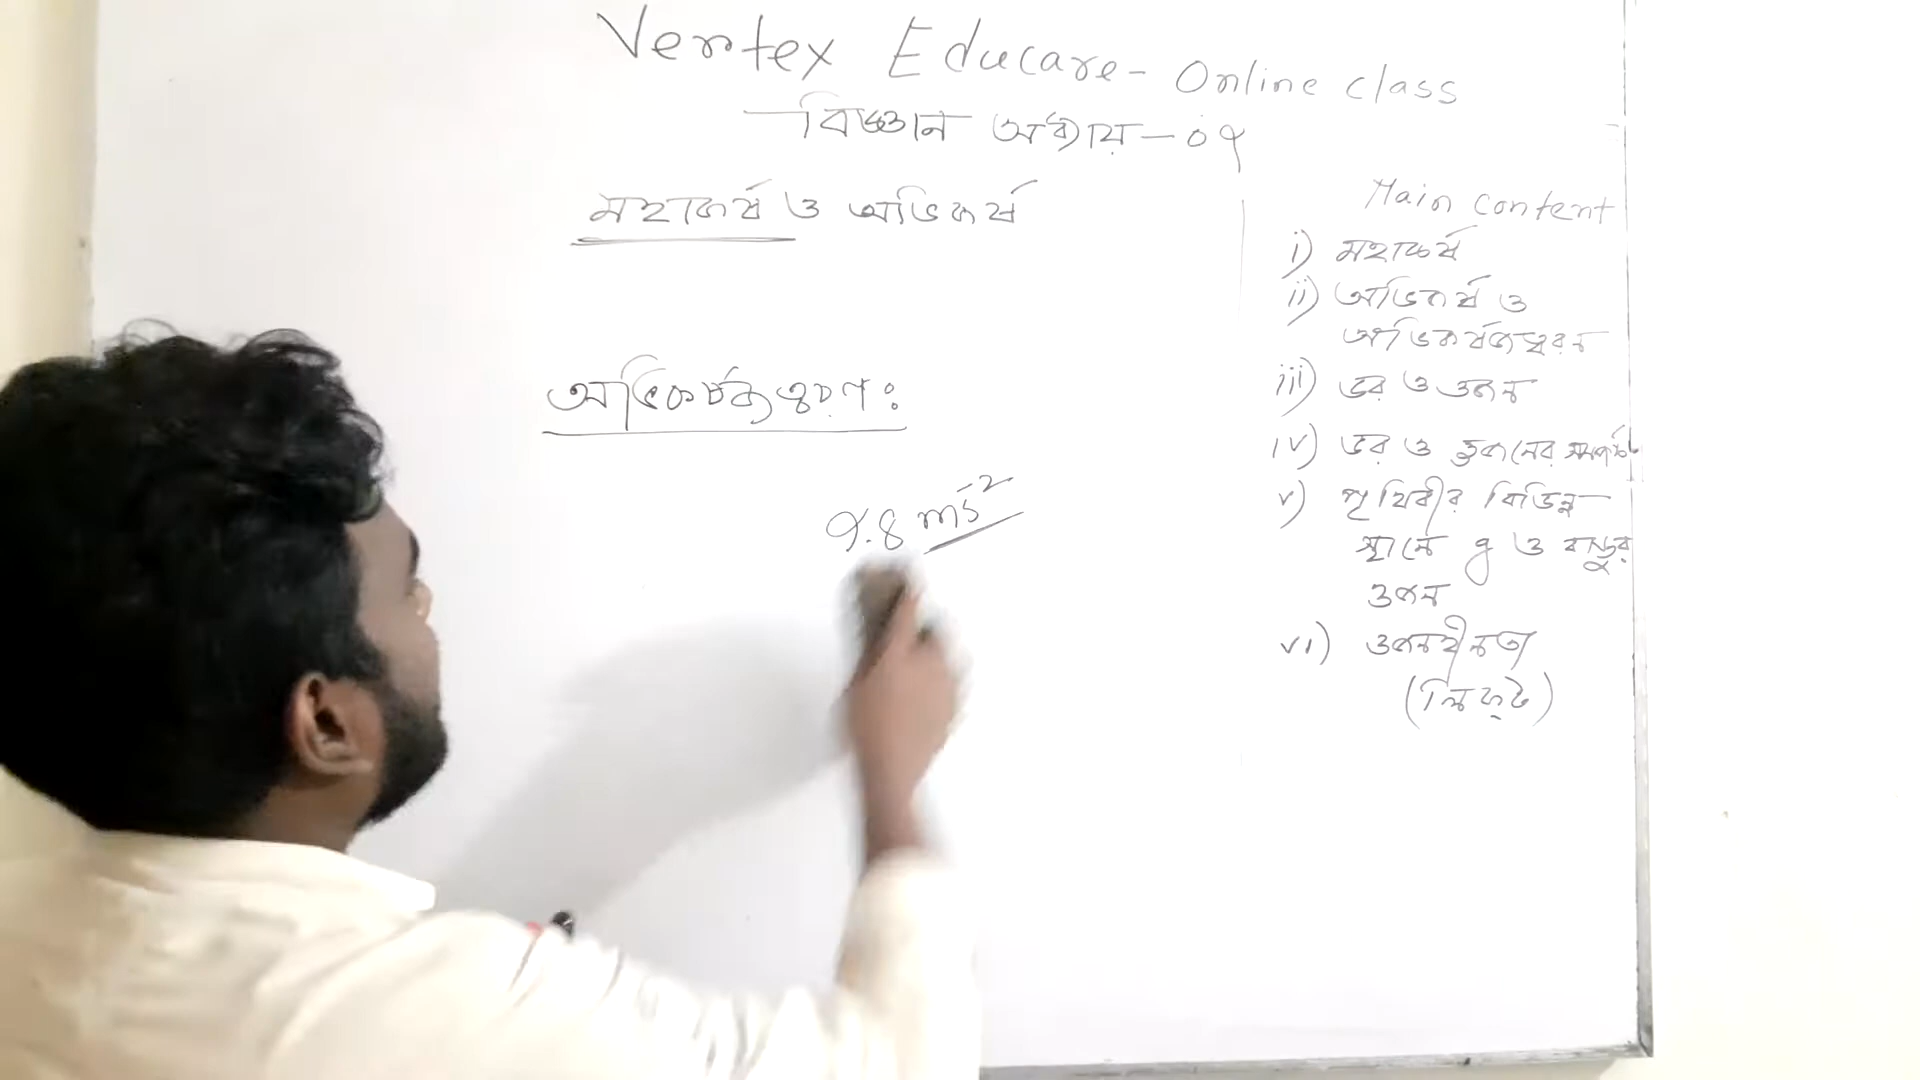 Vertex Educare - Online class
বিজ্ঞান অধ্যায় - ০৭
মহাকর্ষ ও অভিকর্ষ
অভিকর্ষজ ত্বরণ ঃ
9.8 ms⁻²
Main content
i) মহাকর্ষ
ii) অভিকর্ষ ও
অভিকর্ষজ ত্বরন
iii) ভর ও ওজন
iv) ভর ও ওজনের সম্পর্ক
v) পৃথিবীর বিভিন্ন
স্থানে g ও বস্তুর
ওজন
vi) ওজনহীনতা
(লিফ্ট)